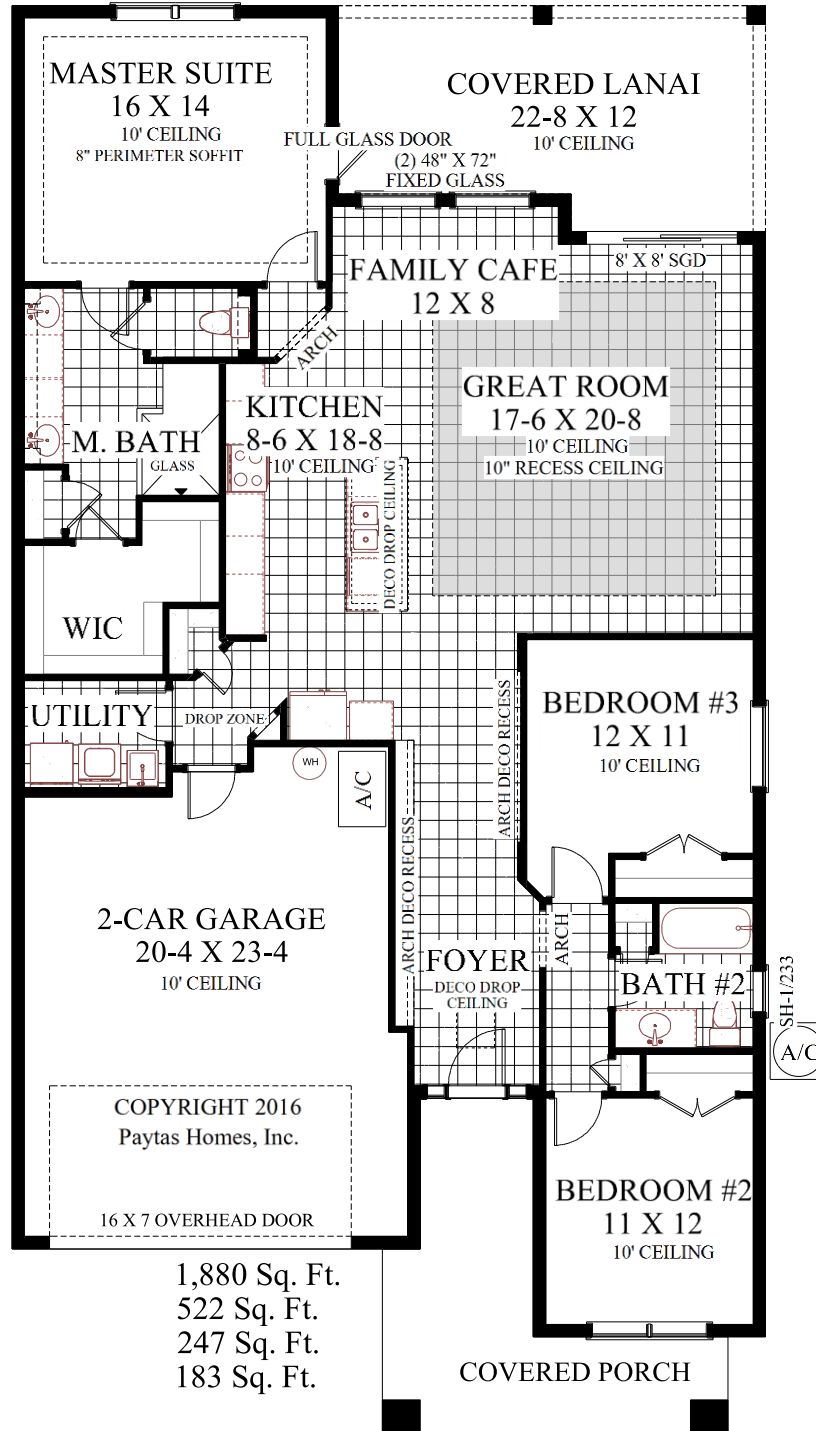 MASTER SUITE
16 X 14
10' CEILING
8" PERIMETER SOFFIT
COVERED LANAI
22-8 X 12
10' CEILING
FULL GLASS DOOR
(2) 48" X 72"
FIXED GLASS
8' X 8' SGD
FAMILY CAFE
12 X 8
ARCH
GREAT ROOM
17-6 X 20-8
10' CEILING
10" RECESS CEILING
KITCHEN
8-6 X 18-8
10' CEILING
DECO DROP CEILING
M. BATH
GLASS
WIC
UTILITY
DROP ZONE
WH
A/C
ARCH DECO RECESS
BEDROOM #3
12 X 11
10' CEILING
ARCH DECO RECESS
2-CAR GARAGE
20-4 X 23-4
10' CEILING
FOYER
DECO DROP
CEILING
ARCH
BATH #2
SH-1/233
A/C
COPYRIGHT 2016
Paytas Homes, Inc.
16 X 7 OVERHEAD DOOR
BEDROOM #2
11 X 12
10' CEILING
1,880 Sq. Ft.
522 Sq. Ft.
247 Sq. Ft.
183 Sq. Ft.
COVERED PORCH